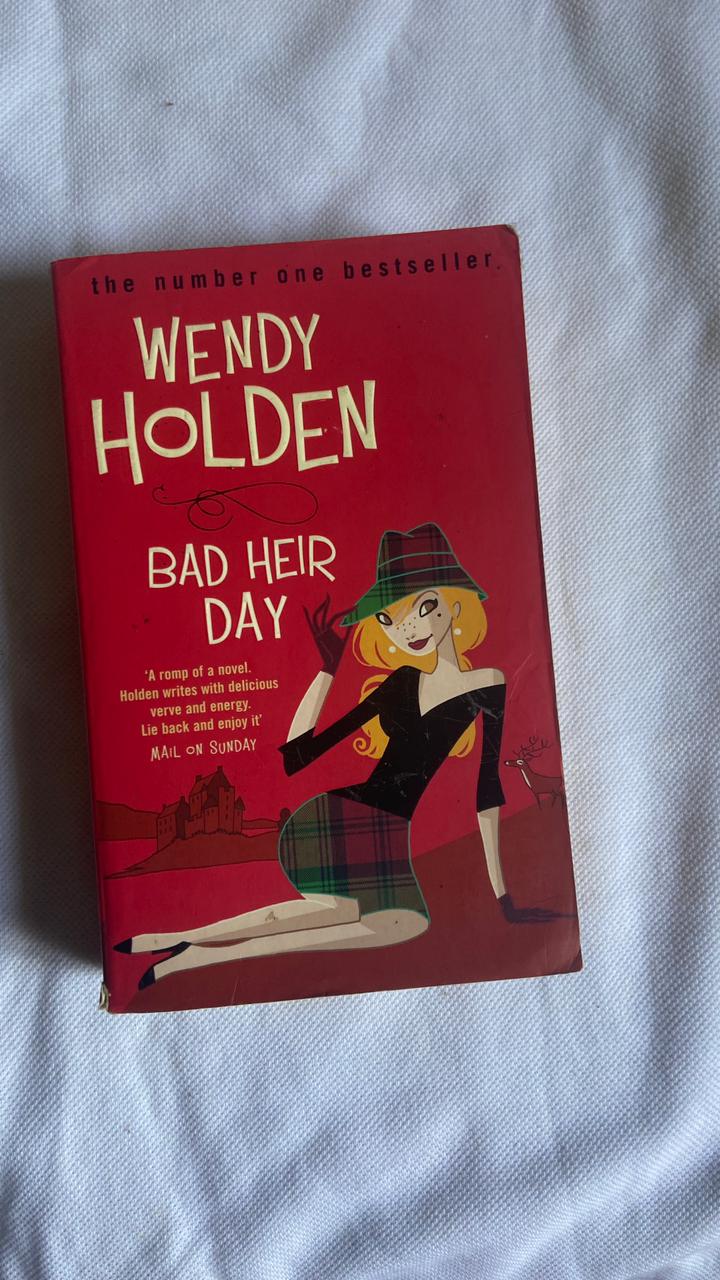 the number one bestseller
WENDY
HOLDEN
BAD HEIR
DAY
'A romp of a novel.
Holden writes with delicious
verve and energy.
Lie back and enjoy it'
MAIL ON SUNDAY